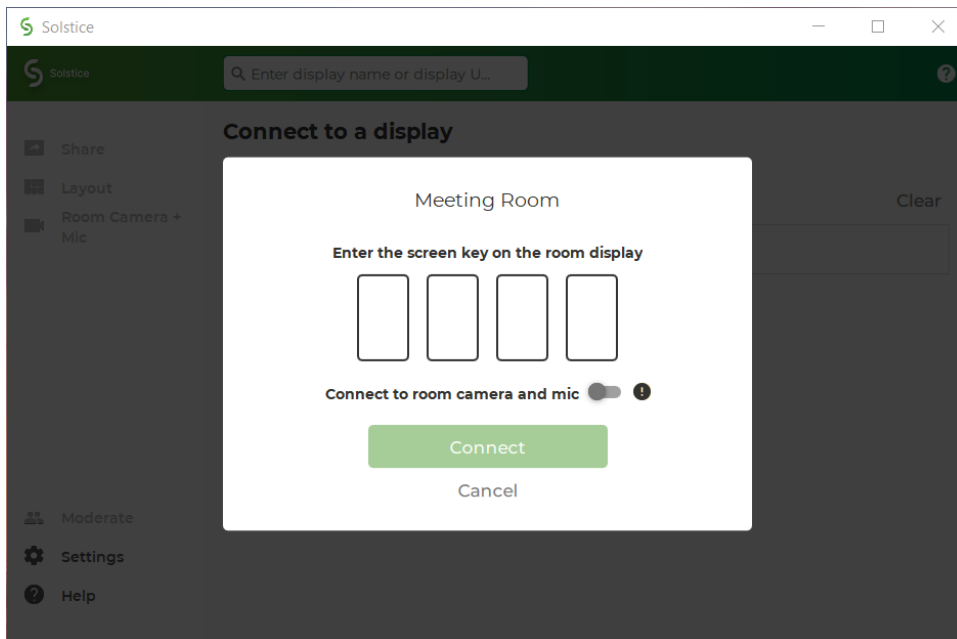 Solstice
Solstice
Enter display name or display U...
Connect to a display
Share
Layout
Clear
Room Camera +
Mic
Meeting Room
Enter the screen key on the room display
Connect to room camera and mic
Connect
Cancel
Moderate
Settings
Help